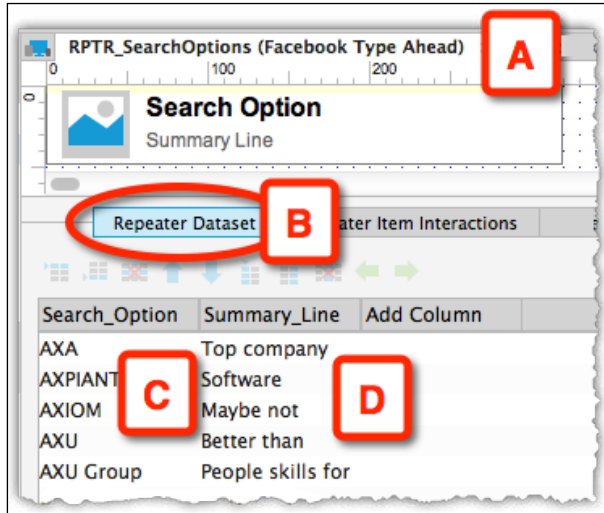 RPTR_SearchOptions (Facebook Type Ahead)
A
0 100 200
0
Search Option
Summary Line
Repeater Dataset B ater Item Interactions
Search_Option Summary_Line Add Column
AXA Top company
AXPIANT Software
C D
AXIOM Maybe not
AXU Better than
AXU Group People skills for